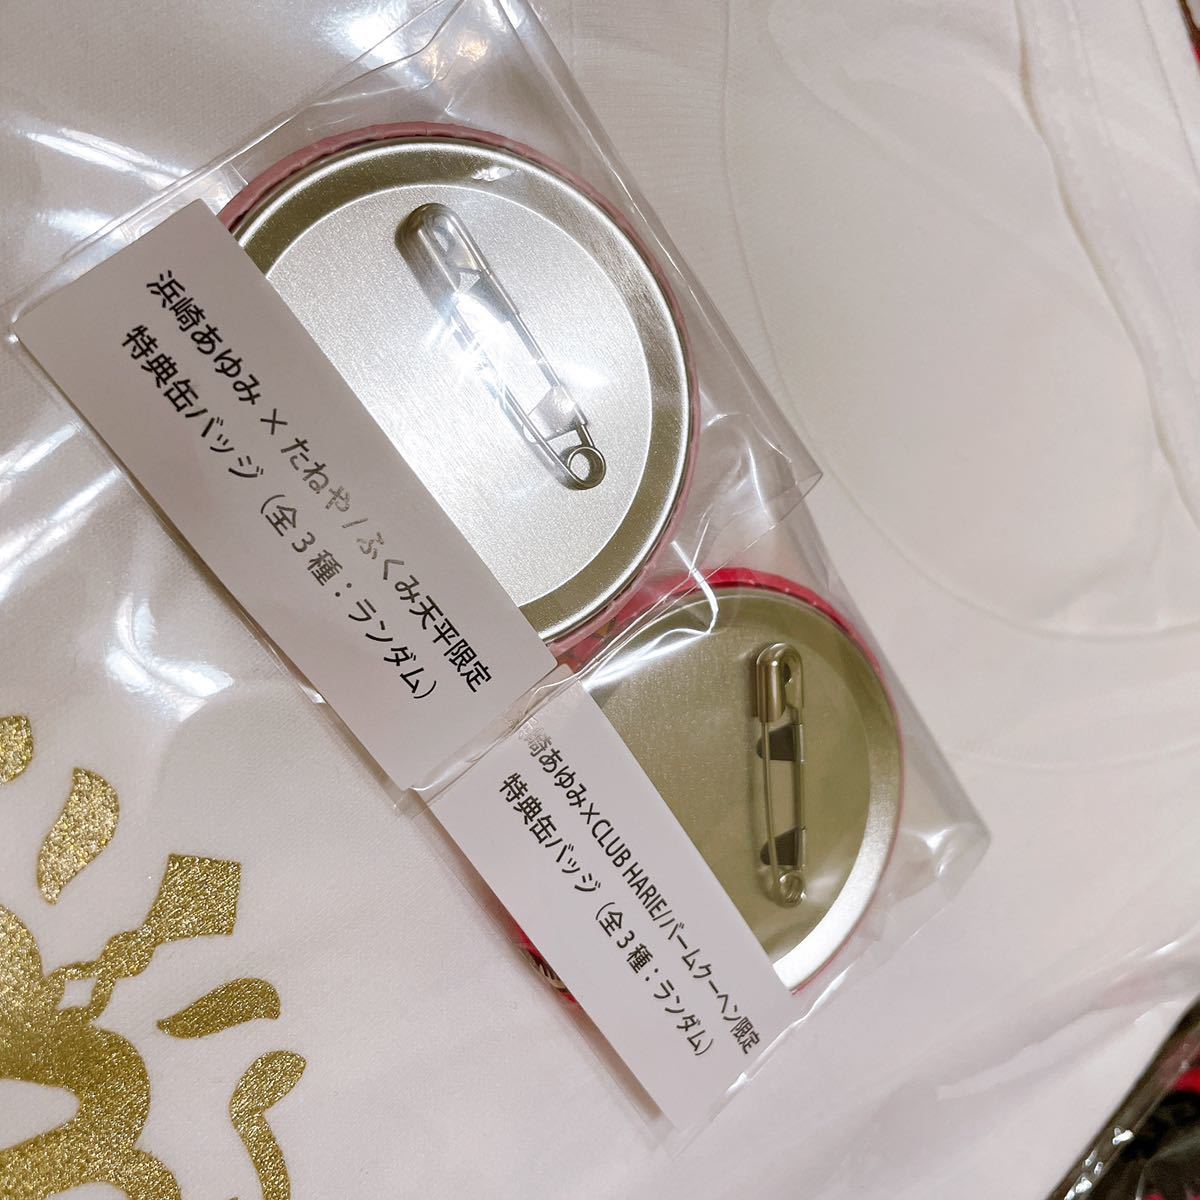 浜崎あゆみ × たねや / ふくみ天平限定
特典缶バッジ（全３種：ランダム）
崎あゆみ×CLUB HARIE/バームクーヘン限定
特典缶バッジ（全３種：ランダム）